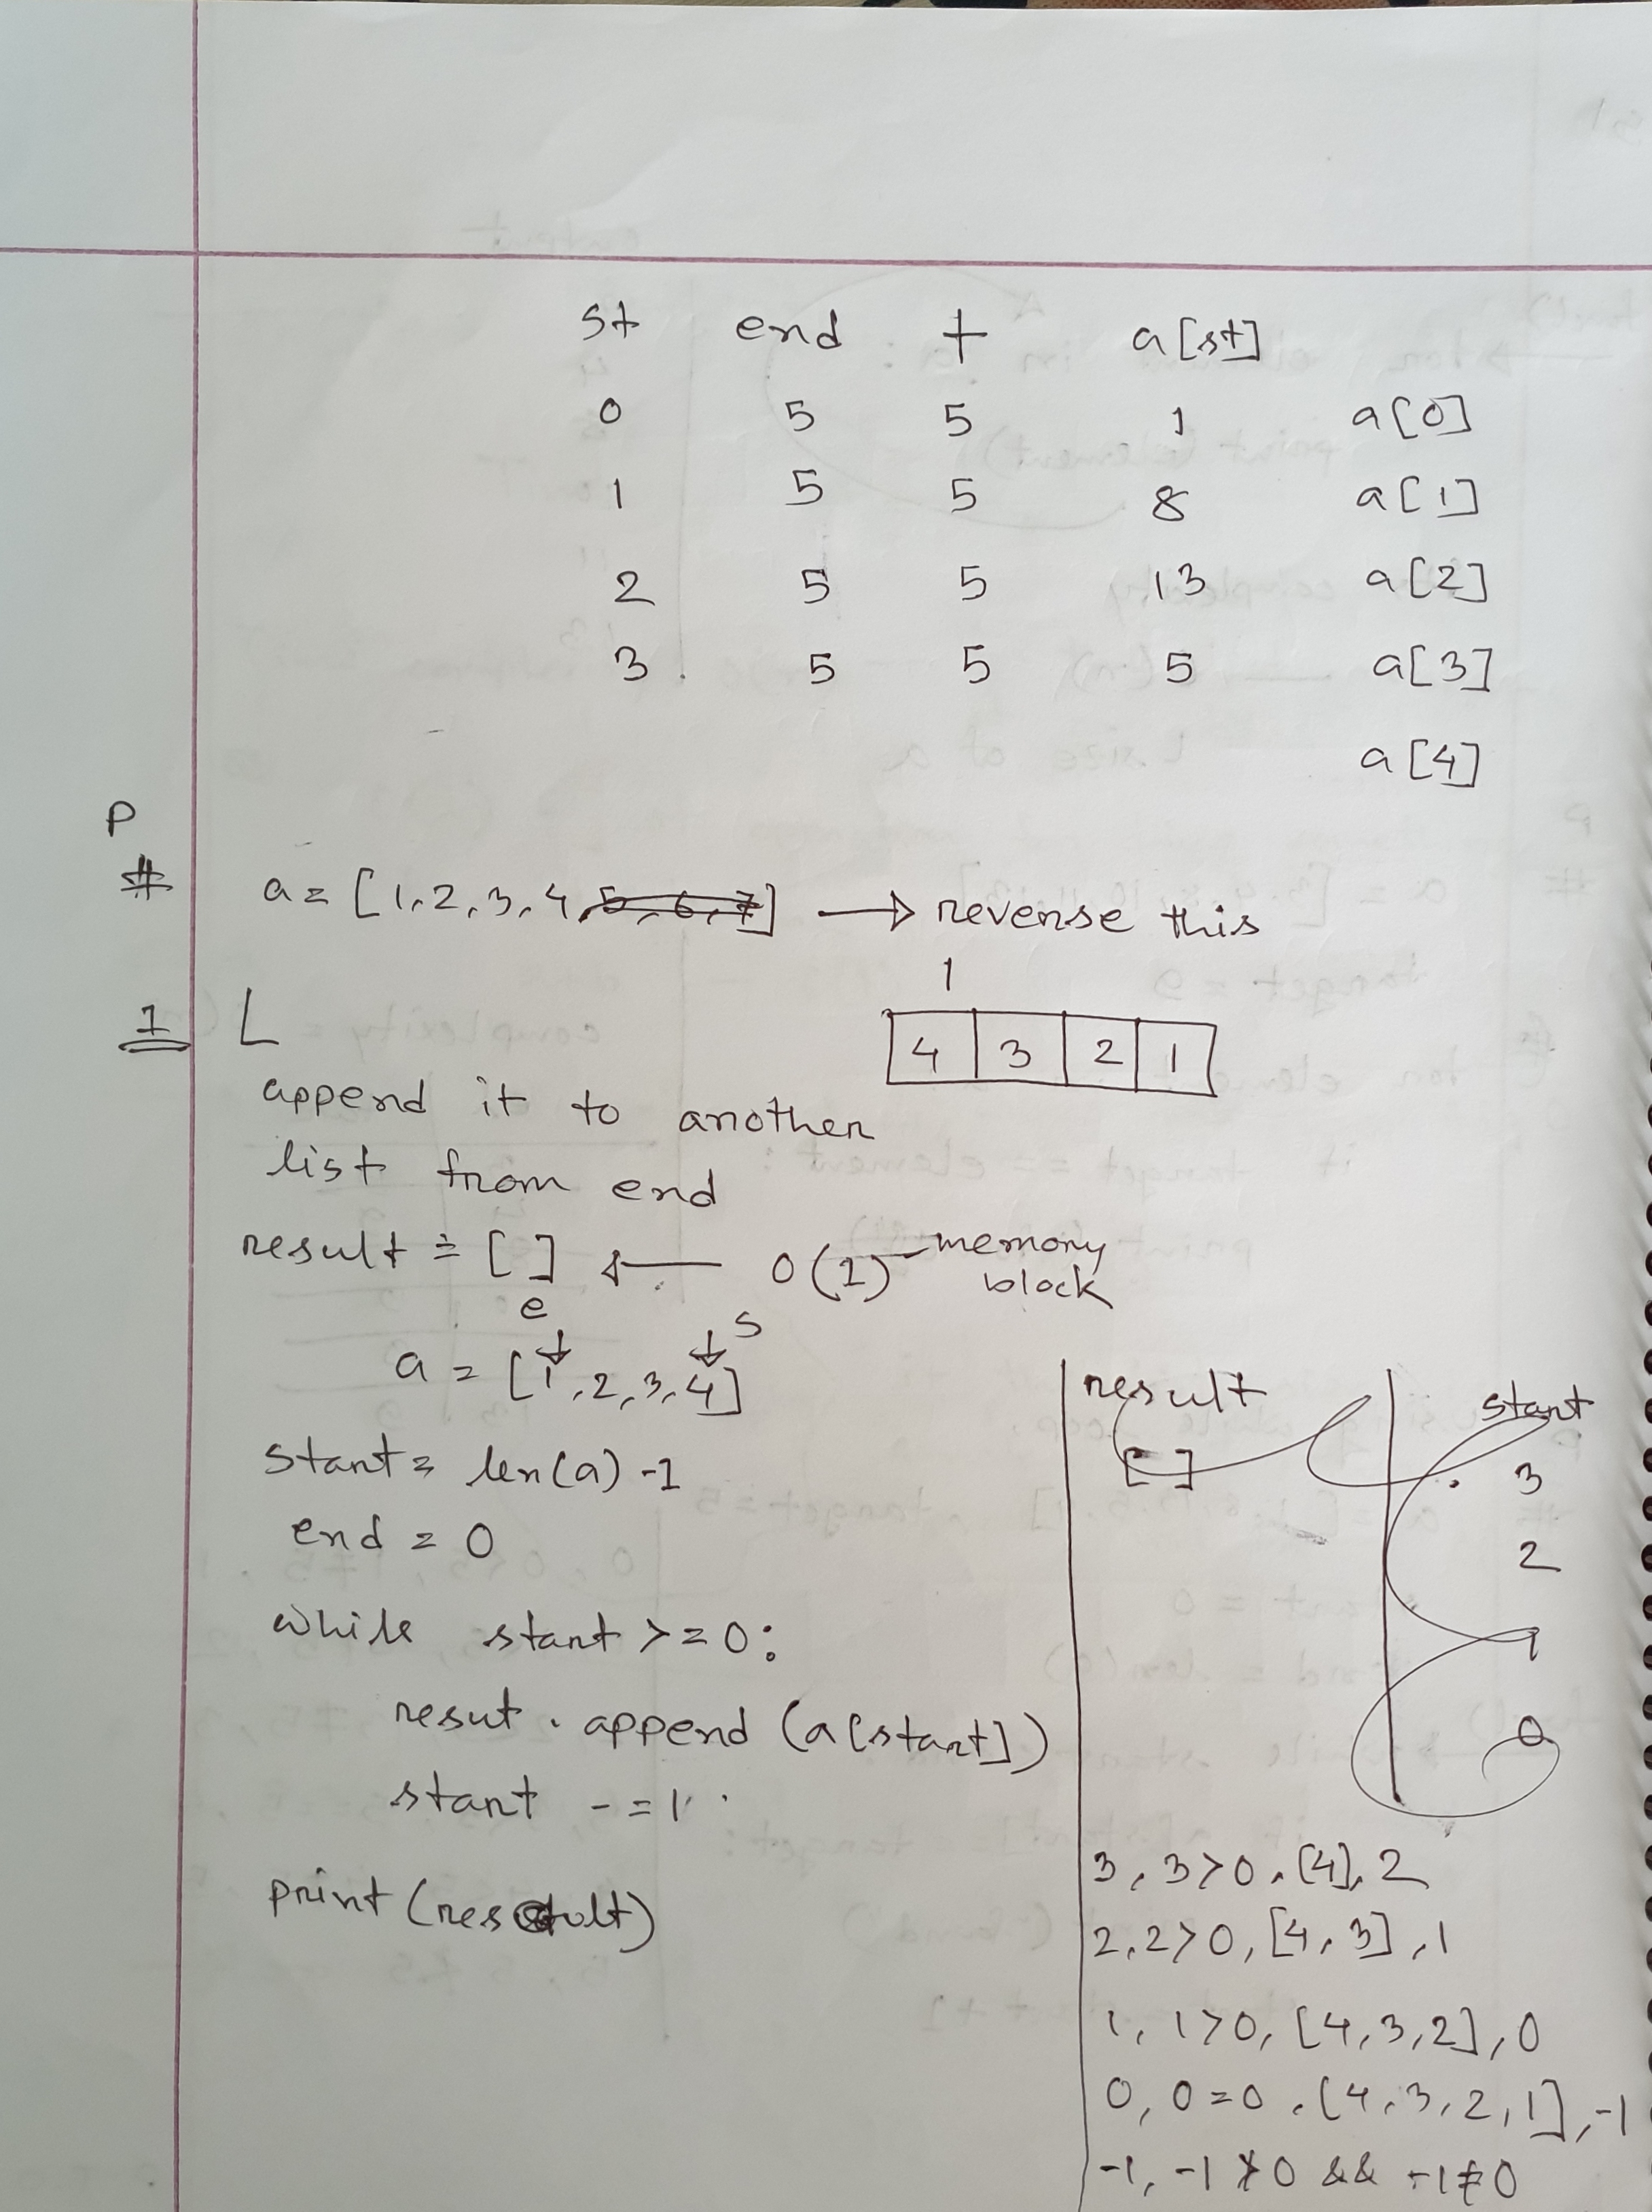 st end t a[st]
0 5 5 1 a[0]
1 5 5 8 a[1]
2 5 5 13 a[2]
3 5 5 5 a[3]
a[4]
P
# a = [1,2,3,4,5,6,7] → reverse this
1
1 4 3 2 1
append it to another
list from end
result = [ ] ← O(1) memory
block
e s
a = [1,2,3,4]
start = len(a) -1
end = 0
while start >= 0:
resut . append (a[start])
start -= 1
print (result)
result start
[ ] 3
2
1
0
3, 3>0, [4], 2
2, 2>0, [4,3], 1
1, 1>0, [4,3,2], 0
0, 0=0, [4,3,2,1], -1
-1, -1 ≯ 0 && -1 ≠ 0